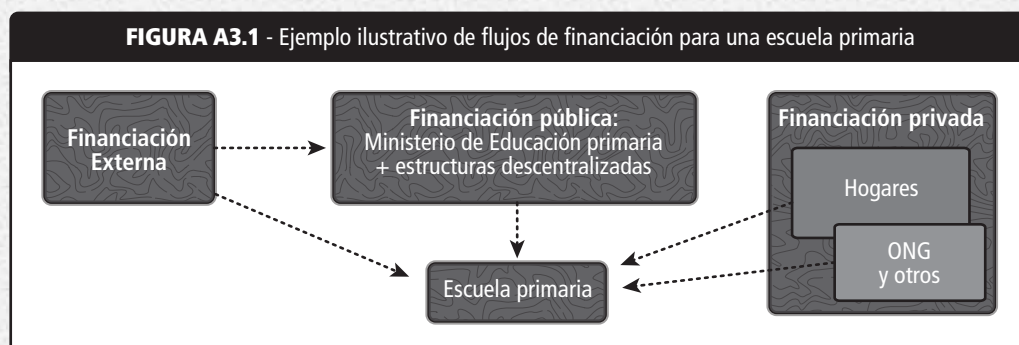 FIGURA A3.1 - Ejemplo ilustrativo de flujos de financiación para una escuela primaria
Financiación
Externa
Financiación pública:
Ministerio de Educación primaria
+ estructuras descentralizadas
Financiación privada
Hogares
ONG
y otros
Escuela primaria